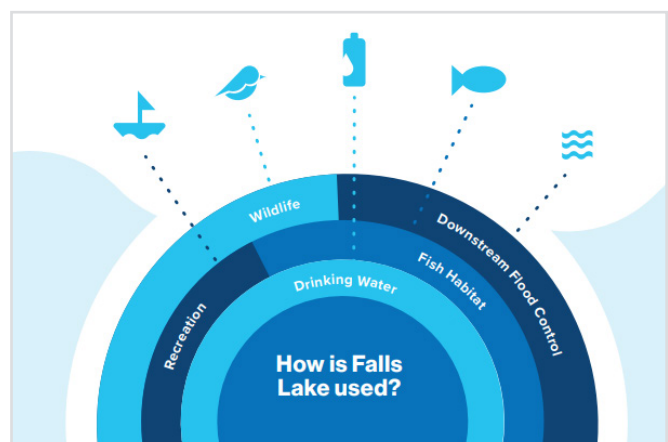 Wildlife
Downstream Flood Control
Recreation
Fish Habitat
Drinking Water
How is Falls
Lake used?